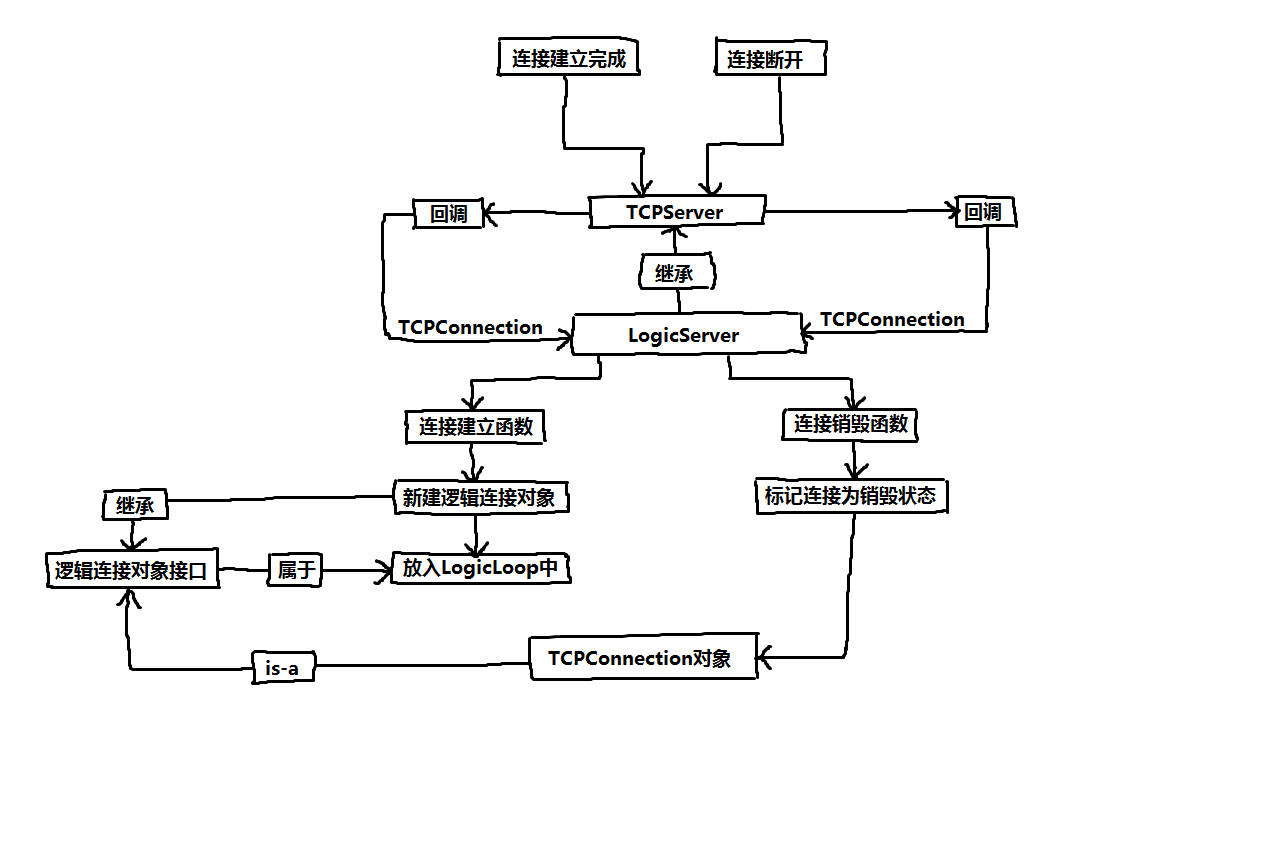 连接建立完成
连接断开
回调
TCPServer
回调
继承
TCPConnection
LogicServer
TCPConnection
连接建立函数
连接销毁函数
继承
新建逻辑连接对象
标记连接为销毁状态
逻辑连接对象接口
属于
放入LogicLoop中
is-a
TCPConnection对象